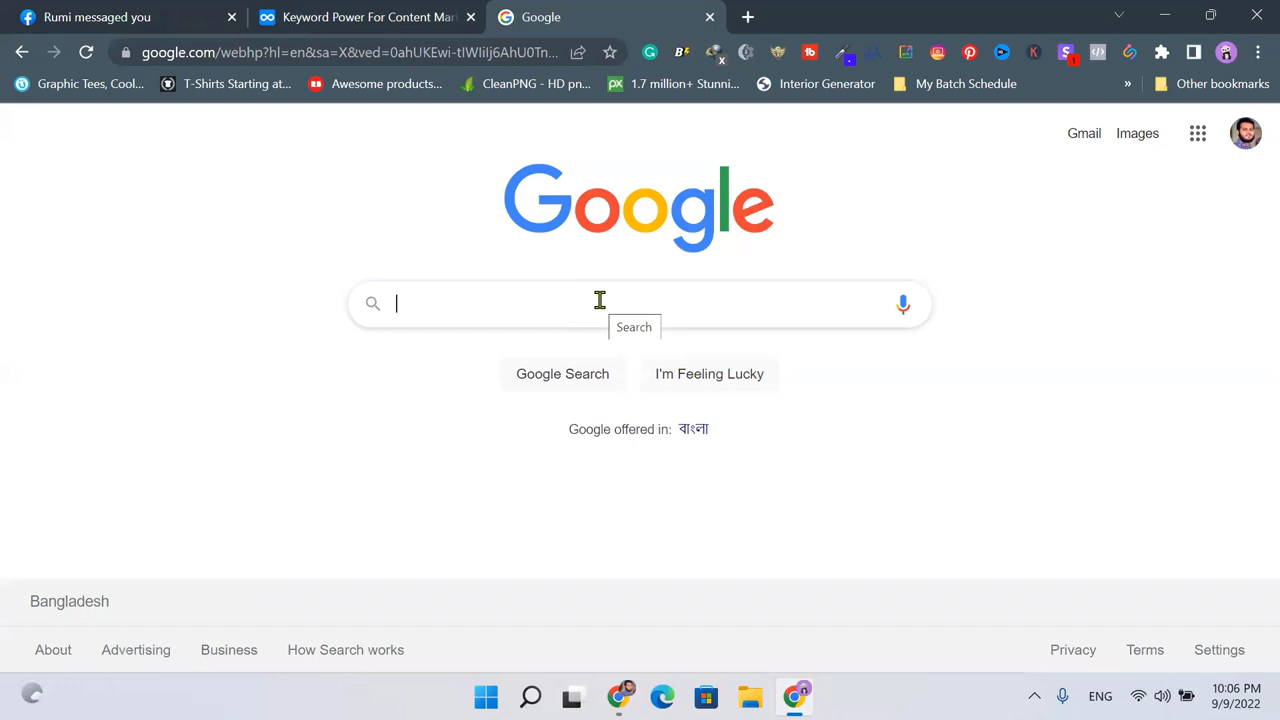 Rumi messaged you
Keyword Power For Content Mar
Google
google.com/webhp?hl=en&sa=X&ved=0ahUKEwi-tIWIilj6AhU0Tn...
Graphic Tees, Cool...
T-Shirts Starting at...
Awesome products...
CleanPNG - HD pn...
1.7 million+ Stunni...
Interior Generator
My Batch Schedule
»
Other bookmarks
Gmail
Images
Google
Search
Google Search
I'm Feeling Lucky
Google offered in: বাংলা
Bangladesh
About
Advertising
Business
How Search works
Privacy
Terms
Settings
ENG
10:06 PM
9/9/2022